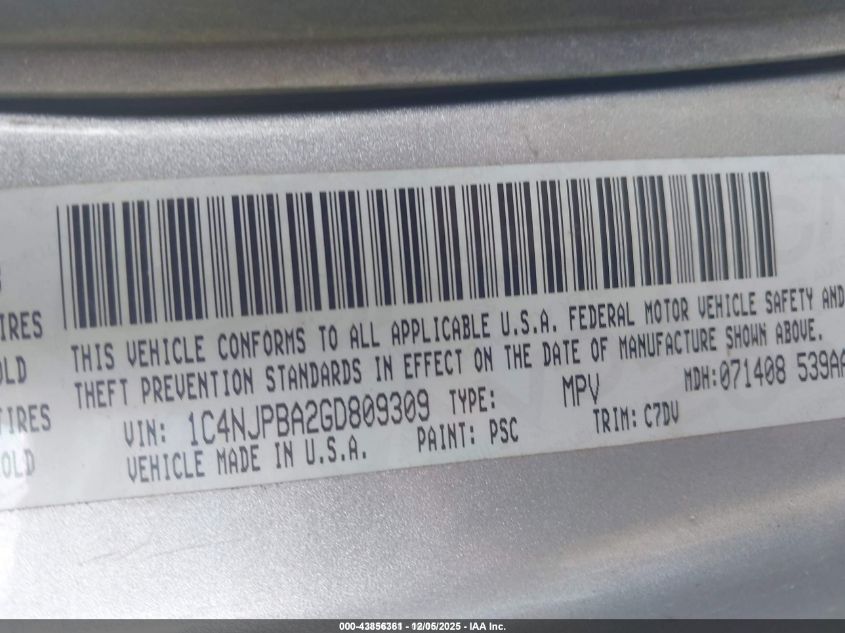 IRES
OLD
TIRES
OLD
THIS VEHICLE CONFORMS TO ALL APPLICABLE U.S.A. FEDERAL MOTOR VEHICLE SAFETY AND
THEFT PREVENTION STANDARDS IN EFFECT ON THE DATE OF MANUFACTURE SHOWN ABOVE.
VIN: 1C4NJPBA2GD809309 TYPE: MPV MDH:071408 539AA
VEHICLE MADE IN U.S.A. PAINT: PSC TRIM: C7DV
000-43856361 - 12/05/2025 - IAA Inc.